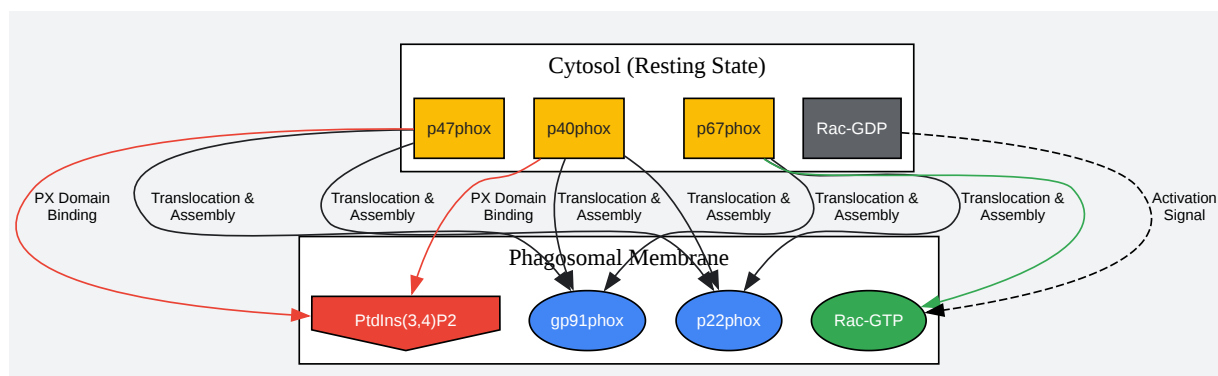 Cytosol (Resting State)
p47phox
p40phox
p67phox
Rac-GDP
PX Domain
Binding
Translocation &
Assembly
Translocation &
Assembly
PX Domain
Binding
Translocation &
Assembly
Translocation &
Assembly
Translocation &
Assembly
Translocation &
Assembly
Activation
Signal
Phagosomal Membrane
PtdIns(3,4)P2
gp91phox
p22phox
Rac-GTP